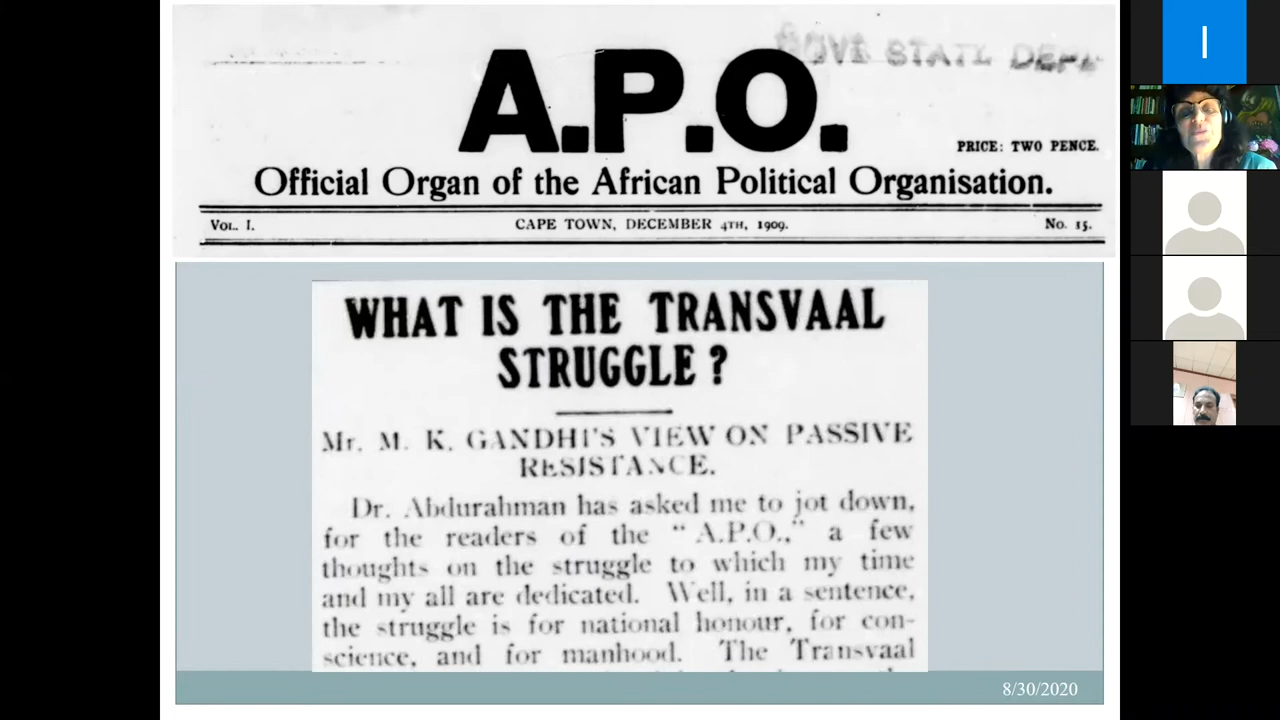 A.P.O.
PRICE: TWO PENCE.
Official Organ of the African Political Organisation.
VOL. I.
CAPE TOWN, DECEMBER 4TH, 1909.
No. 15.
WHAT IS THE TRANSVAAL
STRUGGLE ?
Mr. M. K. GANDHI'S VIEW ON PASSIVE
RESISTANCE.
Dr. Abdurahman has asked me to jot down,
for the readers of the "A.P.O.," a few
thoughts on the struggle to which my time
and my all are dedicated. Well, in a sentence,
the struggle is for national honour, for con-
science, and for manhood. The Transvaal
8/30/2020
I